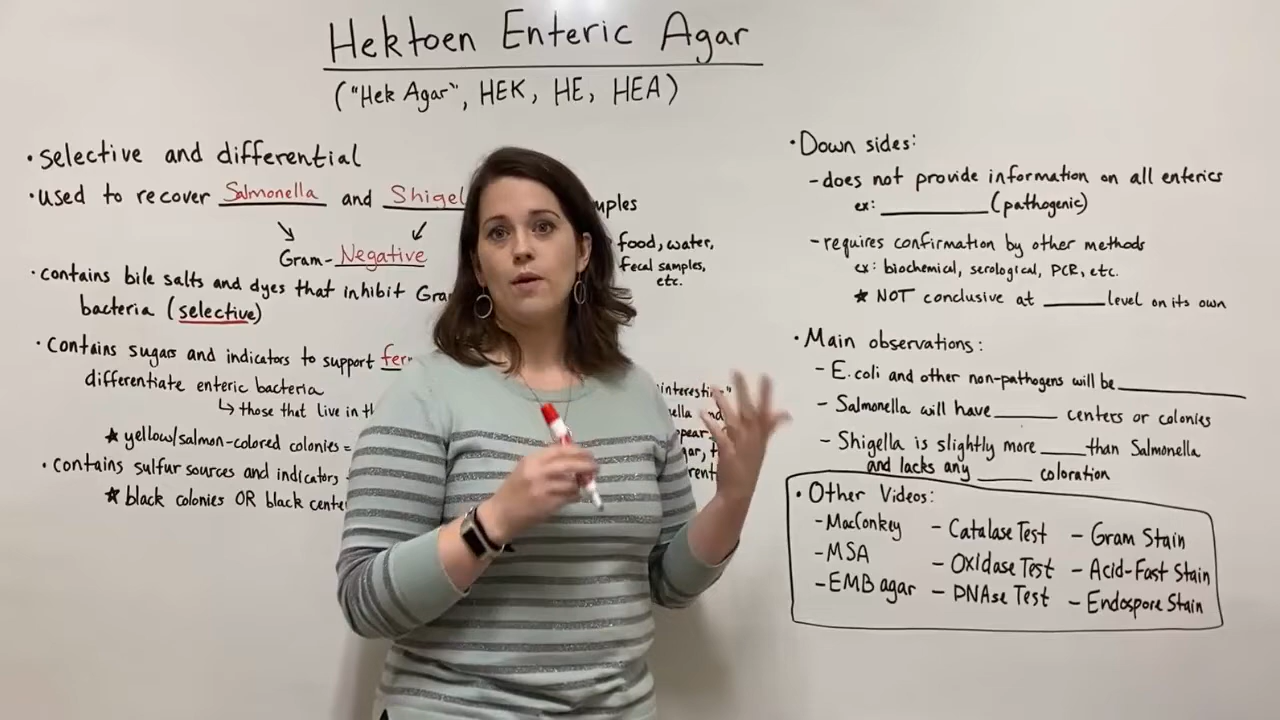 Hektoen Enteric Agar
("Hek Agar", HEK, HE, HEA)
• selective and differential
• used to recover Salmonella and Shigel
food, water,
fecal samples,
etc.
Gram-Negative
• contains bile salts and dyes that inhibit
bacteria (selective)
• contains sugars and indicators to support
differentiate enteric bacteria
↳ those that live in
★ yellow/salmon-colored colonies =
• contains sulfur sources and indicators
★ black colonies OR black
• Down sides:
- does not provide information on all enterics
ex: ________ (pathogenic)
- requires confirmation by other methods
ex: biochemical, serological, PCR, etc.
★ NOT conclusive at ______ level on its own
• Main observations:
- E.coli and other non-pathogens will be ________
- Salmonella will have ______ centers or colonies
- Shigella is slightly more ____ than Salmonella
and lacks any _____ coloration
• Other Videos:
- MacConkey - Catalase Test - Gram Stain
- MSA - Oxidase Test - Acid-Fast Stain
- EMB agar - DNAse Test - Endospore Stain